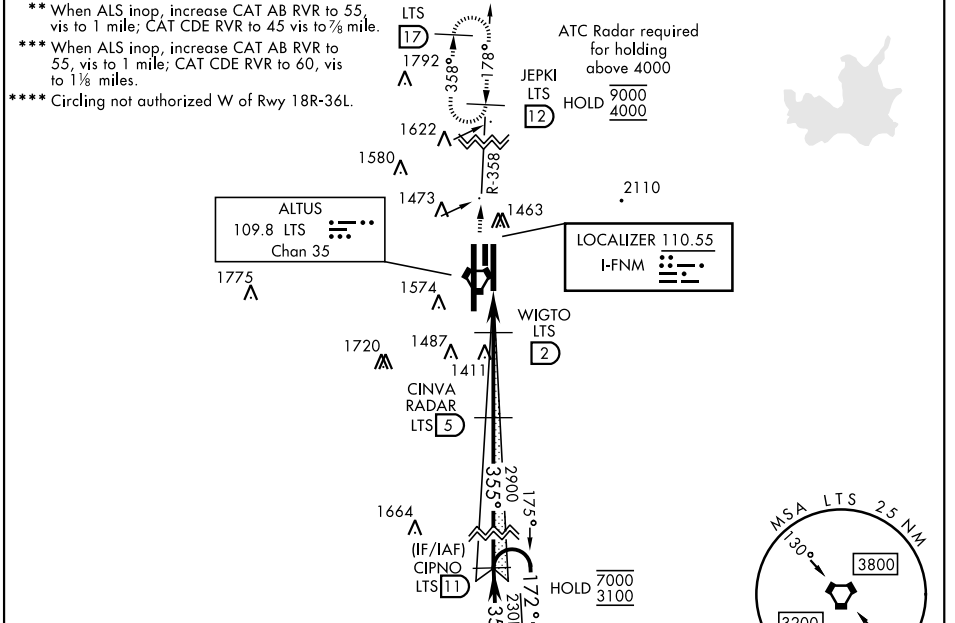 ** When ALS inop, increase CAT AB RVR to 55,
vis to 1 mile; CAT CDE RVR to 45 vis to ⅞ mile.
*** When ALS inop, increase CAT AB RVR to
55, vis to 1 mile; CAT CDE RVR to 60, vis
to 1⅛ miles.
**** Circling not authorized W of Rwy 18R-36L.
LTS
17
1792
358°
178°
JEPKI
LTS
12
HOLD 9000
4000
ATC Radar required
for holding
above 4000
1622
1580
R-358
1473
1463
2110
ALTUS
109.8 LTS
Chan 35
LOCALIZER 110.55
I-FNM
1775
1574
WIGTO
LTS
2
1720
1487
1411
CINVA
RADAR
LTS 5
355°
2900
175°
1664
(IF/IAF)
CIPNO
LTS 11
172°
HOLD 7000
3100
MSA LTS 25 NM
130°
3800
3200